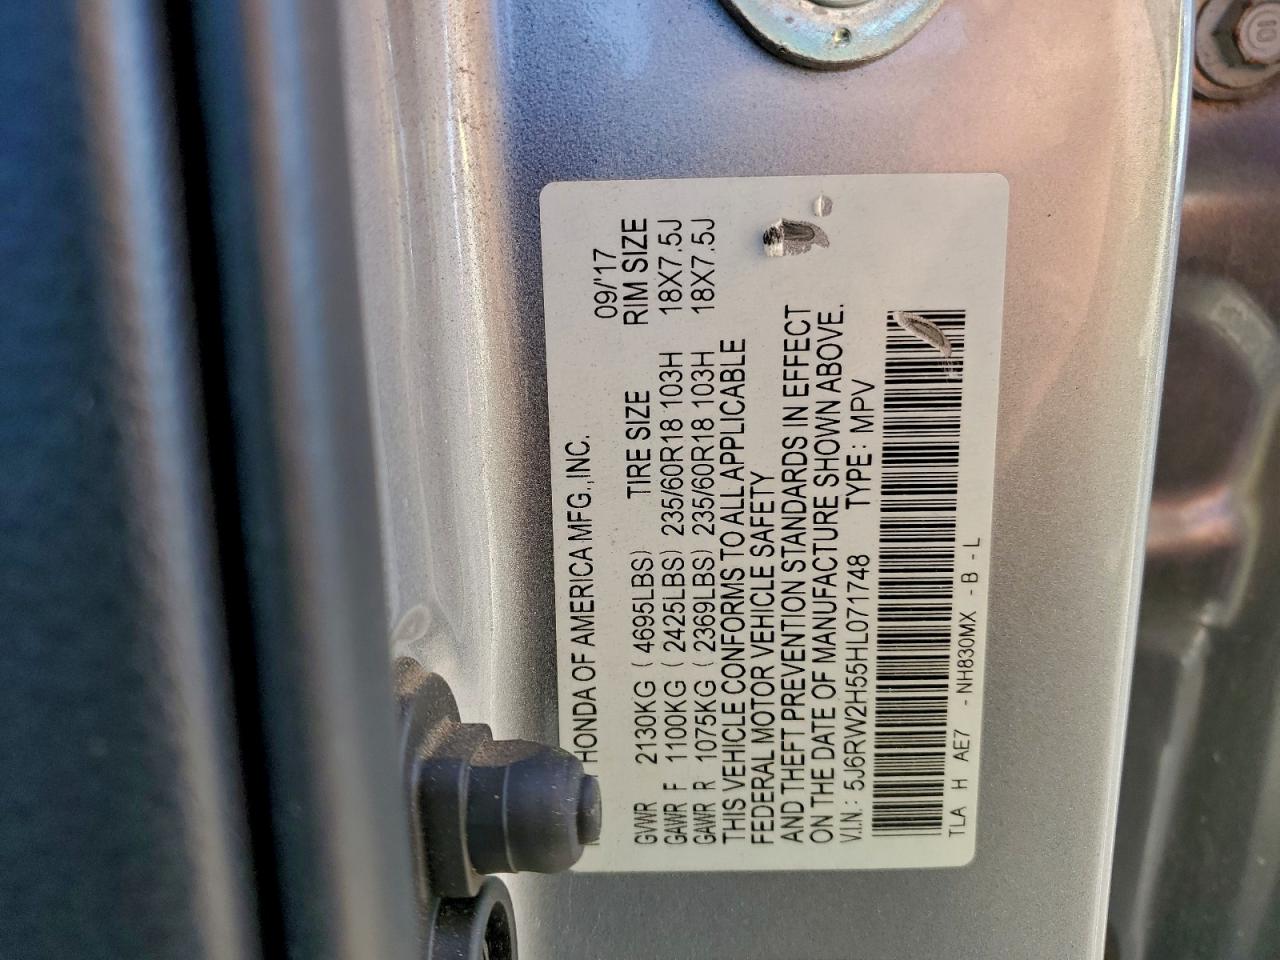 HONDA OF AMERICA MFG.,INC. 09/'17
TIRE SIZE RIM SIZE
GVWR 2130KG ( 4695LBS)
GAWR F 1100KG ( 2425LBS) 235/60R18 103H 18X7.5J
GAWR R 1075KG ( 2369LBS) 235/60R18 103H 18X7.5J
THIS VEHICLE CONFORMS TO ALL APPLICABLE
FEDERAL MOTOR VEHICLE SAFETY
AND THEFT PREVENTION STANDARDS IN EFFECT
ON THE DATE OF MANUFACTURE SHOWN ABOVE.
V.I.N.: 5J6RW2H55HL071748 TYPE: MPV
TLA H AE7 -NH830MX -B-L